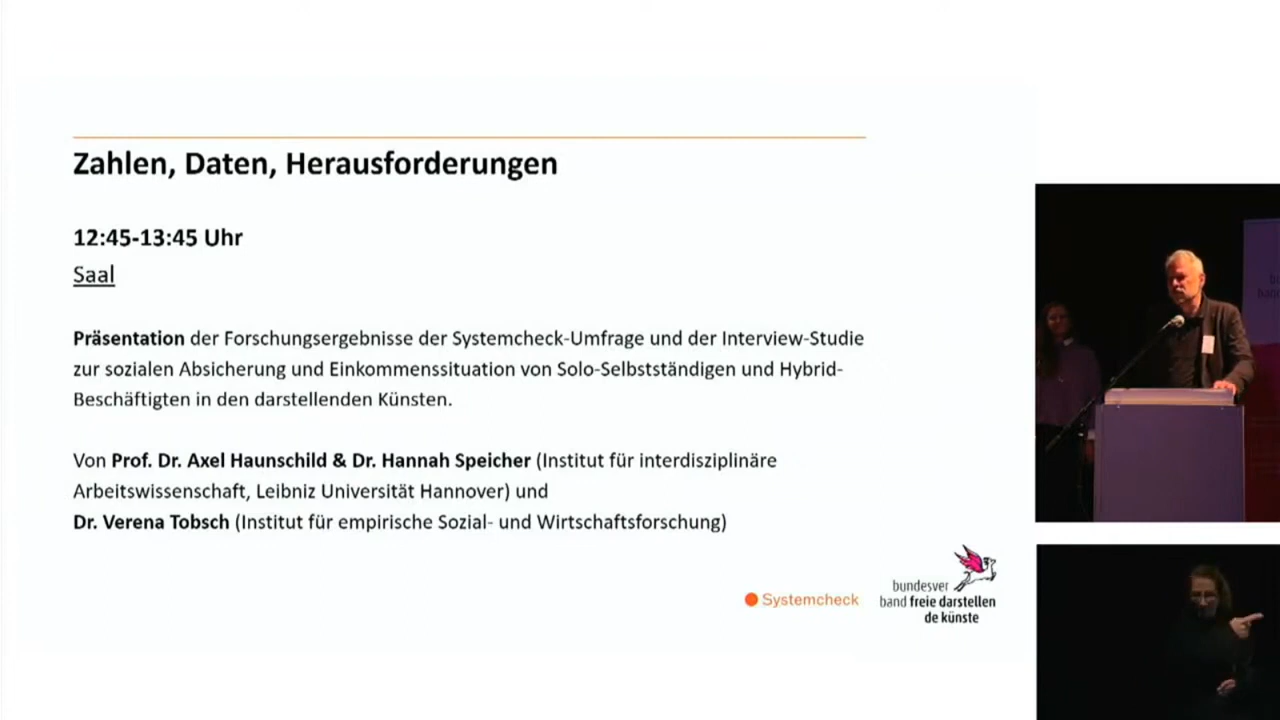 Zahlen, Daten, Herausforderungen
12:45-13:45 Uhr
Saal
Präsentation der Forschungsergebnisse der Systemcheck-Umfrage und der Interview-Studie
zur sozialen Absicherung und Einkommenssituation von Solo-Selbstständigen und Hybrid-
Beschäftigten in den darstellenden Künsten.
Von Prof. Dr. Axel Haunschild & Dr. Hannah Speicher (Institut für interdisziplinäre
Arbeitswissenschaft, Leibniz Universität Hannover) und
Dr. Verena Tobsch (Institut für empirische Sozial- und Wirtschaftsforschung)
Systemcheck
bundesver
band freie darstellen
de künste